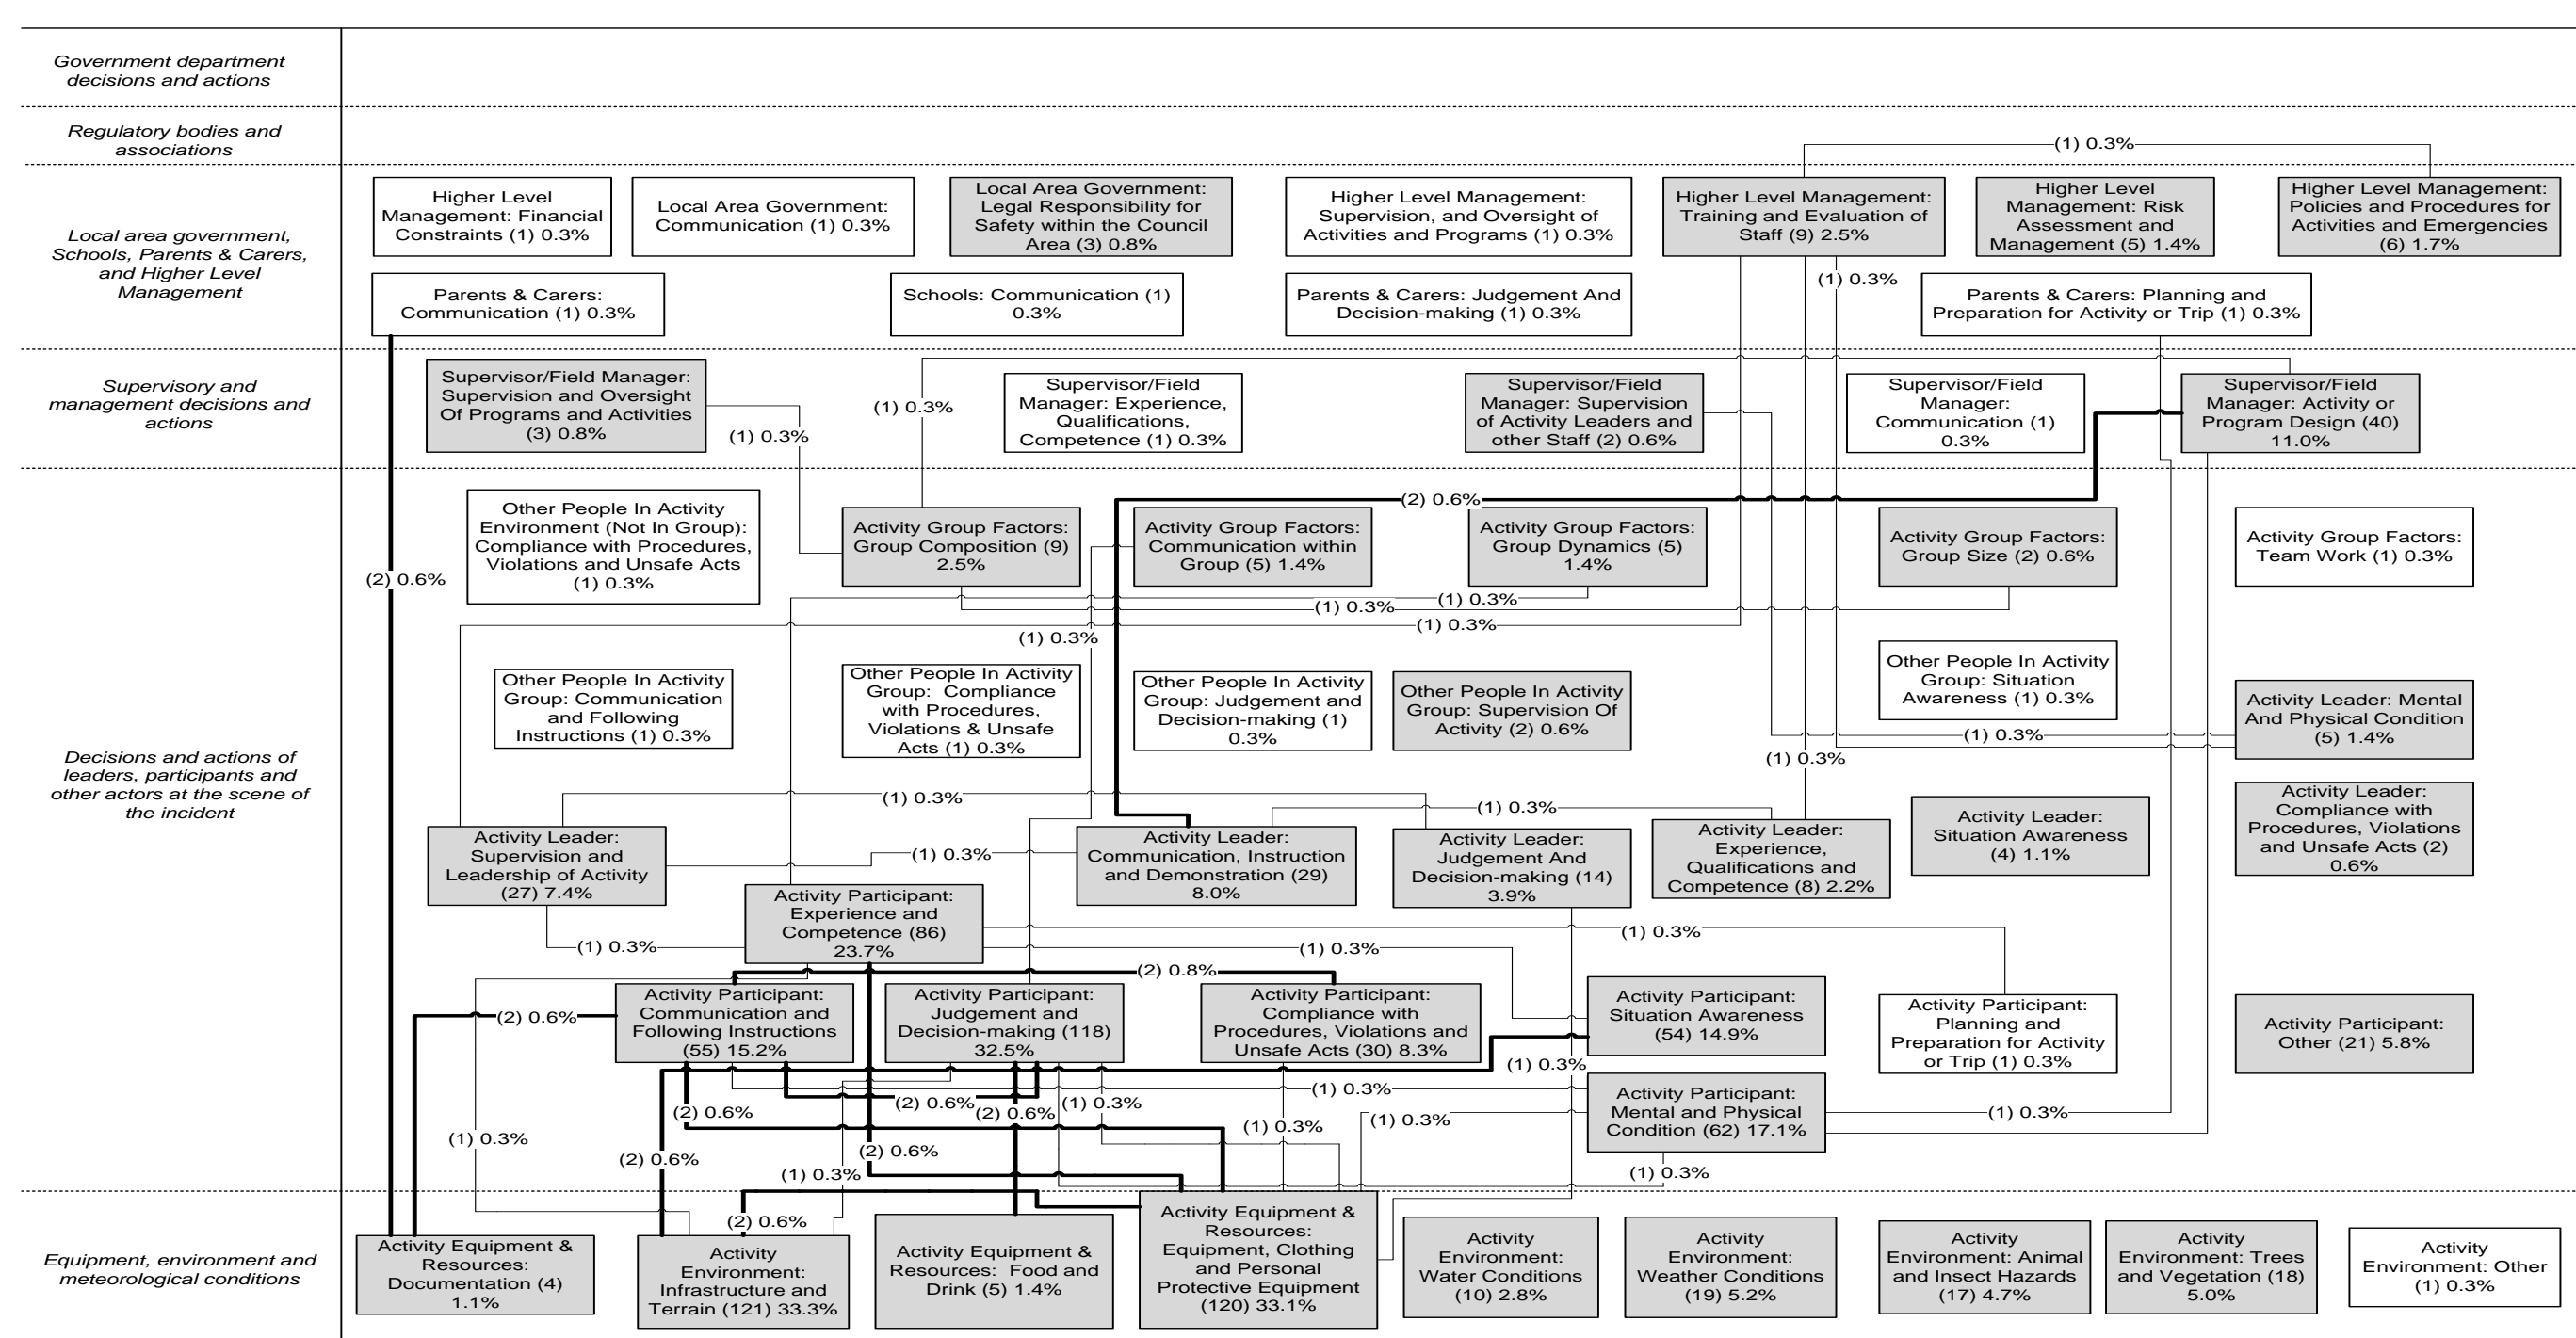 Government department
decisions and actions
Regulatory bodies and
associations
(1) 0.3%
Local area government,
Schools, Parents & Carers,
and Higher Level
Management
Higher Level
Management: Financial
Constraints (1) 0.3%
Local Area Government:
Communication (1) 0.3%
Local Area Government:
Legal Responsibility for
Safety within the Council
Area (3) 0.8%
Higher Level Management:
Supervision, and Oversight of
Activities and Programs (1) 0.3%
Higher Level Management:
Training and Evaluation of
Staff (9) 2.5%
Higher Level
Management: Risk
Assessment and
Management (5) 1.4%
Higher Level Management:
Policies and Procedures for
Activities and Emergencies
(6) 1.7%
(1) 0.3%
Parents & Carers:
Communication (1) 0.3%
Schools: Communication (1)
0.3%
Parents & Carers: Judgement And
Decision-making (1) 0.3%
Parents & Carers: Planning and
Preparation for Activity or Trip (1) 0.3%
Supervisory and
management decisions and
actions
Supervisor/Field Manager:
Supervision and Oversight
Of Programs and Activities
(3) 0.8%
(1) 0.3%
(1) 0.3%
Supervisor/Field
Manager: Experience,
Qualifications,
Competence (1) 0.3%
Supervisor/Field
Manager: Supervision
of Activity Leaders and
other Staff (2) 0.6%
Supervisor/Field
Manager:
Communication (1)
0.3%
Supervisor/Field
Manager: Activity or
Program Design (40)
11.0%
Decisions and actions of
leaders, participants and
other actors at the scene of
the incident
(2) 0.6%
(2) 0.6%
Other People In Activity
Environment (Not In Group):
Compliance with Procedures,
Violations and Unsafe Acts
(1) 0.3%
Activity Group Factors:
Group Composition (9)
2.5%
Activity Group Factors:
Communication within
Group (5) 1.4%
Activity Group Factors:
Group Dynamics (5)
1.4%
Activity Group Factors:
Group Size (2) 0.6%
Activity Group Factors:
Team Work (1) 0.3%
(1) 0.3%
(1) 0.3%
(1) 0.3%
(1) 0.3%
Other People In Activity
Group: Communication
and Following
Instructions (1) 0.3%
Other People In Activity
Group: Compliance
with Procedures,
Violations & Unsafe
Acts (1) 0.3%
Other People In Activity
Group: Judgement and
Decision-making (1)
0.3%
Other People In Activity
Group: Supervision Of
Activity (2) 0.6%
Other People In Activity
Group: Situation
Awareness (1) 0.3%
Activity Leader: Mental
And Physical Condition
(5) 1.4%
(1) 0.3%
(1) 0.3%
(1) 0.3%
(1) 0.3%
Activity Leader:
Supervision and
Leadership of Activity
(27) 7.4%
(1) 0.3%
Activity Leader:
Communication, Instruction
and Demonstration (29)
8.0%
Activity Leader:
Judgement And
Decision-making (14)
3.9%
Activity Leader:
Experience,
Qualifications and
Competence (8) 2.2%
Activity Leader:
Situation Awareness
(4) 1.1%
Activity Leader:
Compliance with
Procedures, Violations
and Unsafe Acts (2)
0.6%
Activity Participant:
Experience and
Competence (86)
23.7%
(1) 0.3%
(1) 0.3%
(1) 0.3%
(2) 0.8%
(2) 0.6%
Activity Participant:
Communication and
Following Instructions
(55) 15.2%
Activity Participant:
Judgement and
Decision-making (118)
32.5%
Activity Participant:
Compliance with
Procedures, Violations and
Unsafe Acts (30) 8.3%
Activity Participant:
Situation Awareness
(54) 14.9%
Activity Participant:
Planning and
Preparation for Activity
or Trip (1) 0.3%
Activity Participant:
Other (21) 5.8%
(1) 0.3%
(1) 0.3%
(2) 0.6%
(2) 0.6%
(2) 0.6%
(1) 0.3%
(1) 0.3%
(1) 0.3%
Activity Participant:
Mental and Physical
Condition (62) 17.1%
(1) 0.3%
(1) 0.3%
(2) 0.6%
(2) 0.6%
(1) 0.3%
(1) 0.3%
Equipment, environment and
meteorological conditions
(2) 0.6%
Activity Equipment &
Resources:
Documentation (4)
1.1%
Activity
Environment:
Infrastructure and
Terrain (121) 33.3%
Activity Equipment &
Resources: Food and
Drink (5) 1.4%
Activity Equipment &
Resources:
Equipment, Clothing
and Personal
Protective Equipment
(120) 33.1%
Activity
Environment:
Water Conditions
(10) 2.8%
Activity
Environment:
Weather Conditions
(19) 5.2%
Activity
Environment: Animal
and Insect Hazards
(17) 4.7%
Activity
Environment: Trees
and Vegetation (18)
5.0%
Activity
Environment: Other
(1) 0.3%